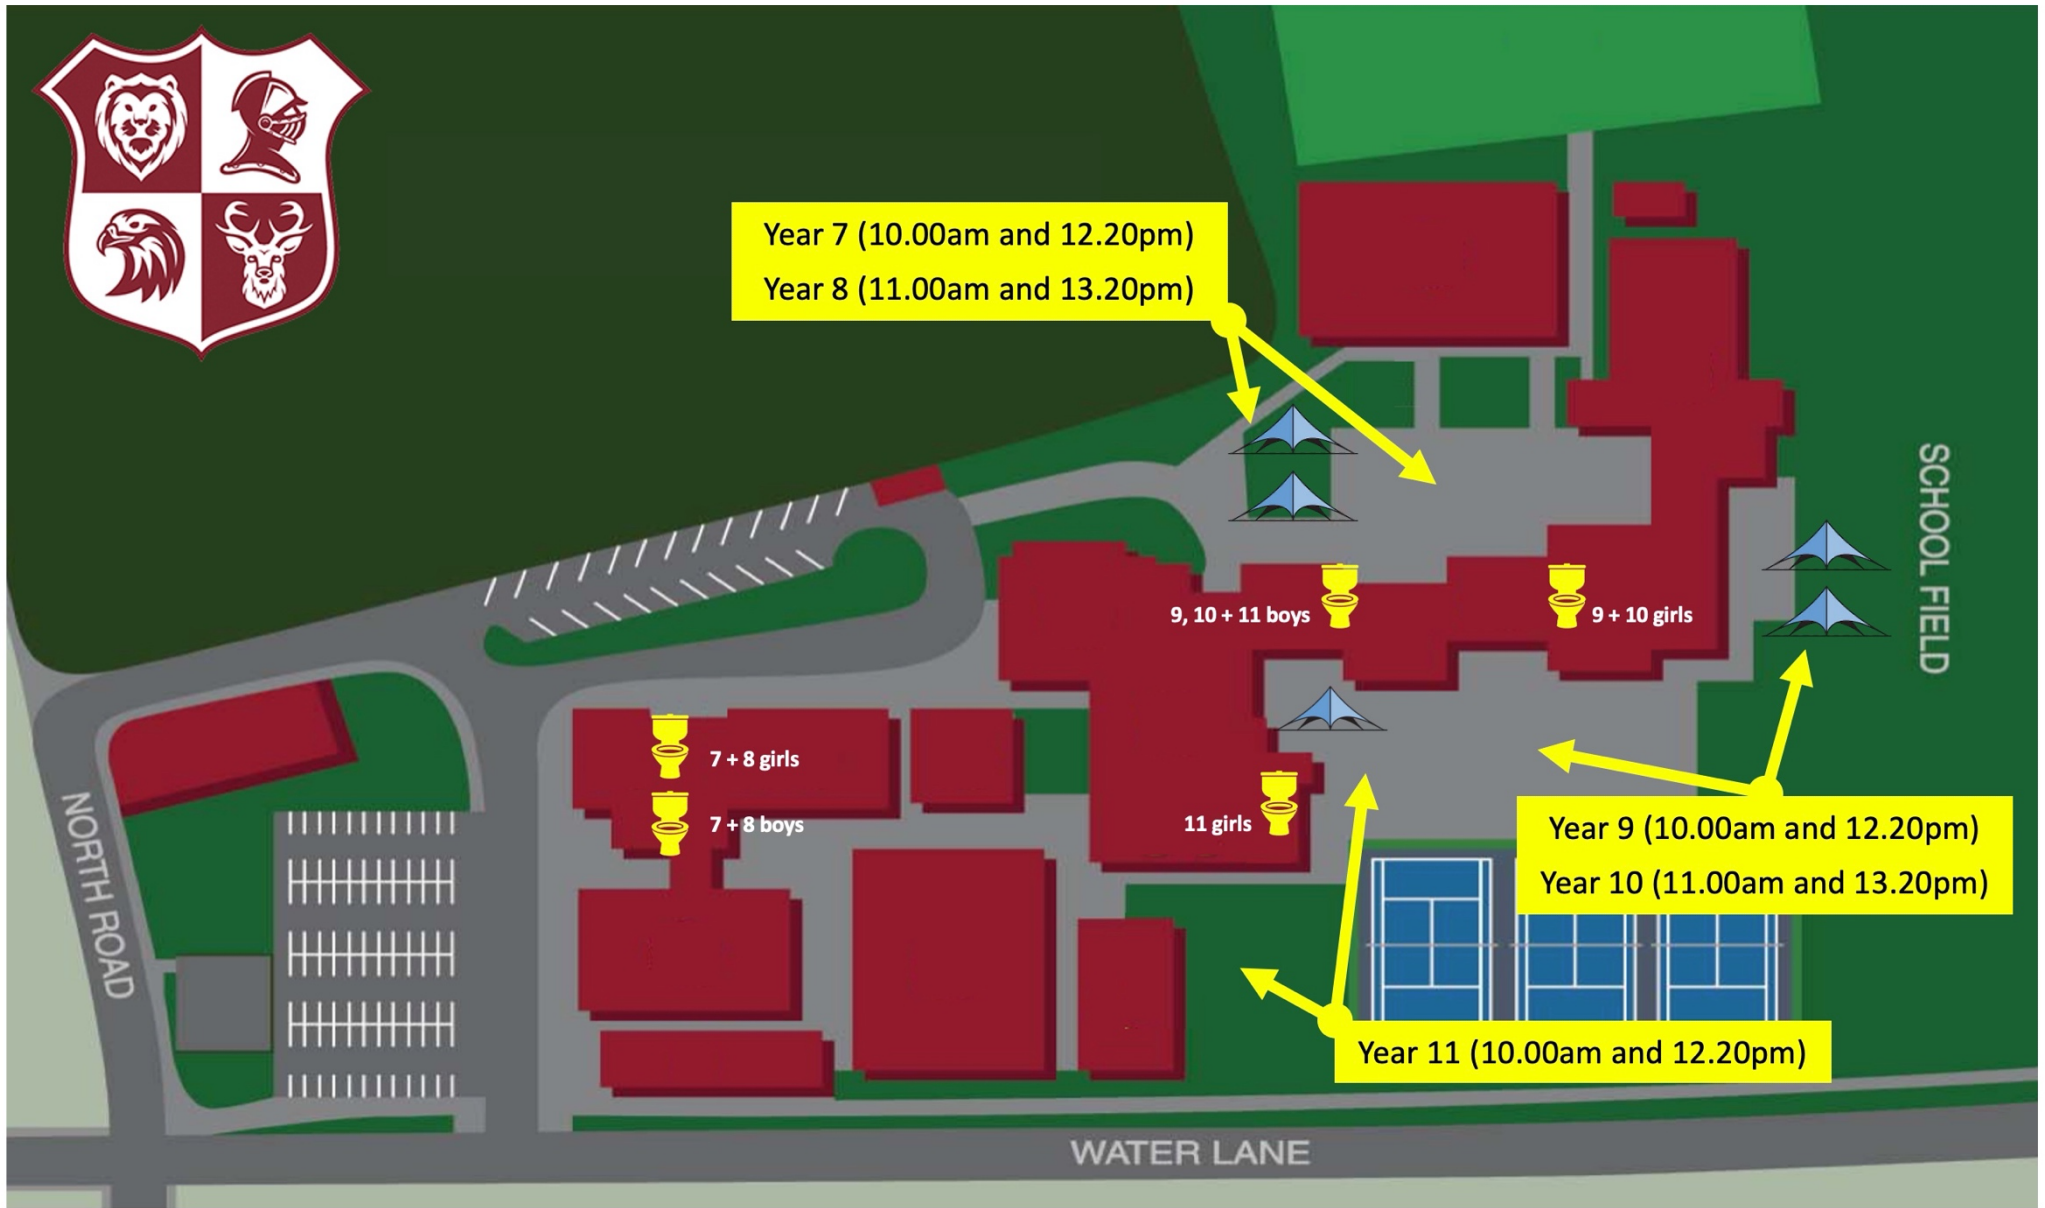 Year 7 (10.00am and 12.20pm)
Year 8 (11.00am and 13.20pm)
SCHOOL FIELD
9, 10 + 11 boys
9 + 10 girls
7 + 8 girls
7 + 8 boys
11 girls
Year 9 (10.00am and 12.20pm)
Year 10 (11.00am and 13.20pm)
NORTH ROAD
Year 11 (10.00am and 12.20pm)
WATER LANE